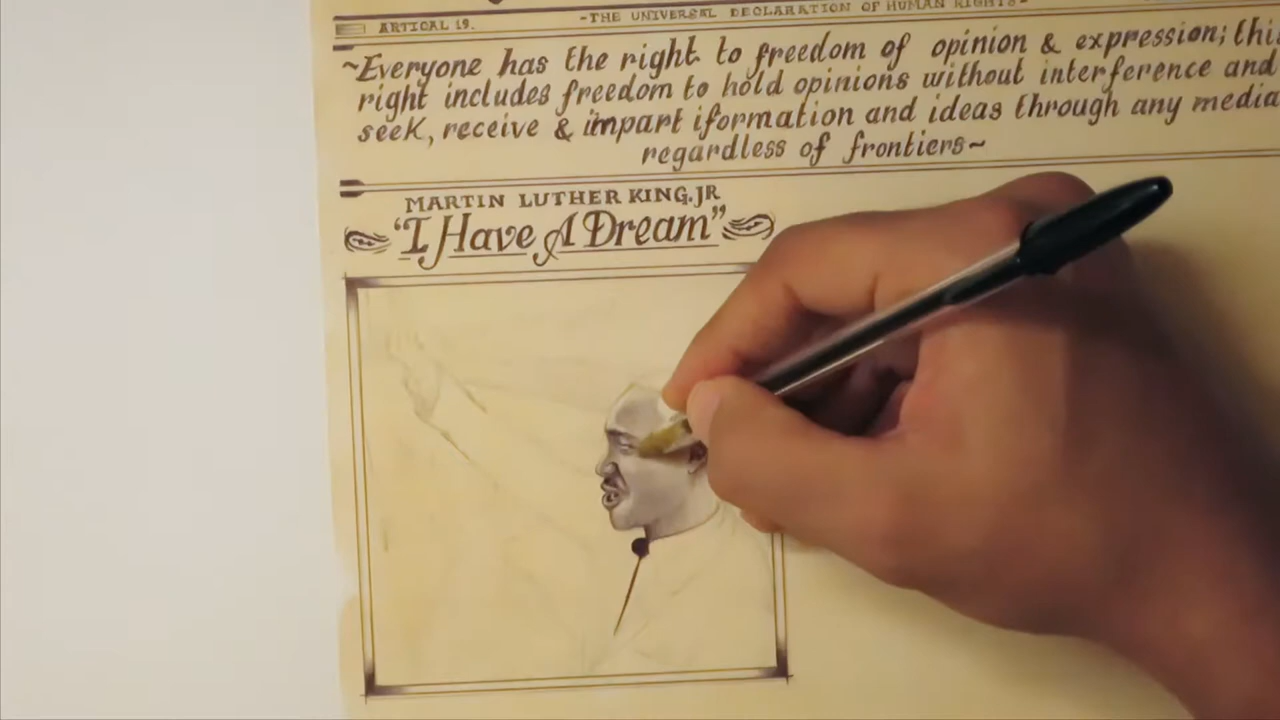 ARTICAL 19.
-THE UNIVERSAL DECLARATION OF HUMAN RIGHTS-
~Everyone has the right to freedom of opinion & expression; this
right includes freedom to hold opinions without interference and
seek, receive & impart iformation and ideas through any media
regardless of frontiers~
MARTIN LUTHER KING.JR
"I Have A Dream"